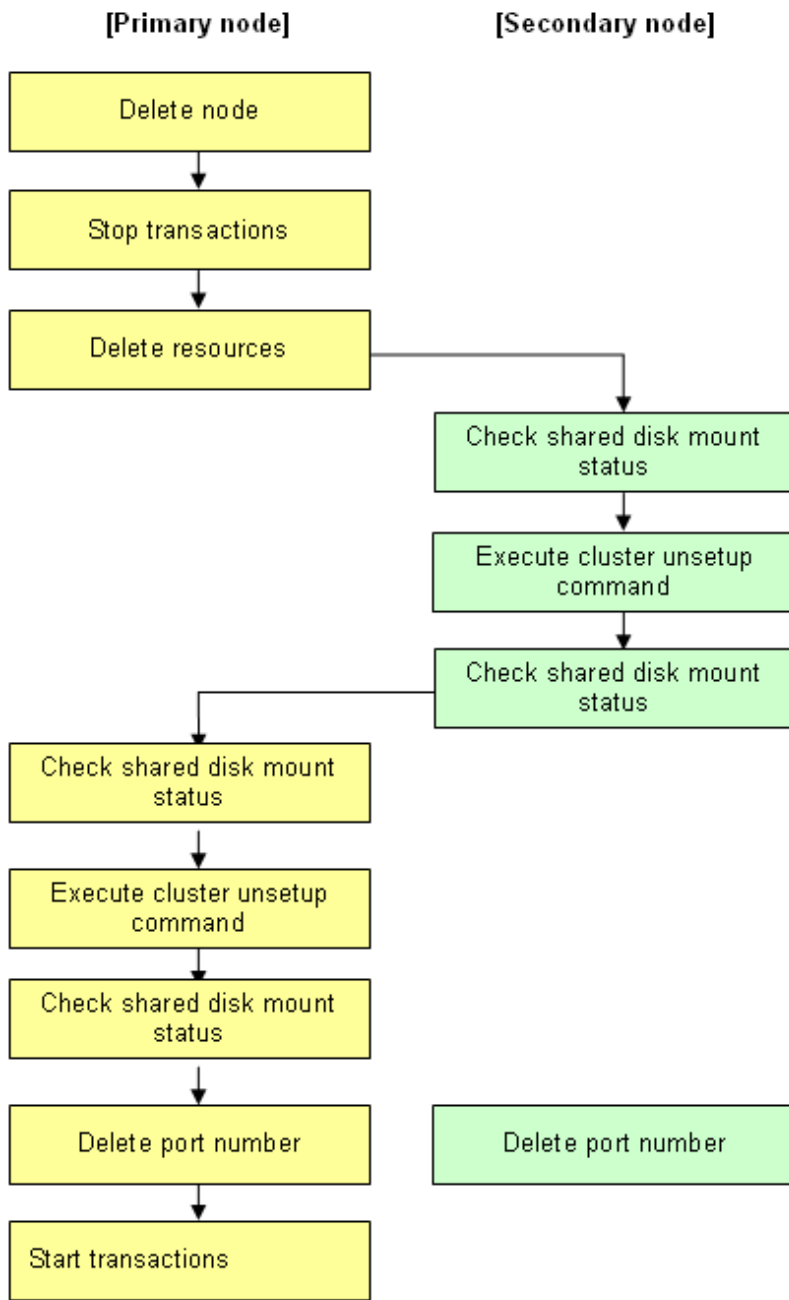 [Primary node]
[Secondary node]
Delete node
Stop transactions
Delete resources
Check shared disk mount
status
Execute cluster unsetup
command
Check shared disk mount
status
Check shared disk mount
status
Execute cluster unsetup
command
Check shared disk mount
status
Delete port number
Delete port number
Start transactions